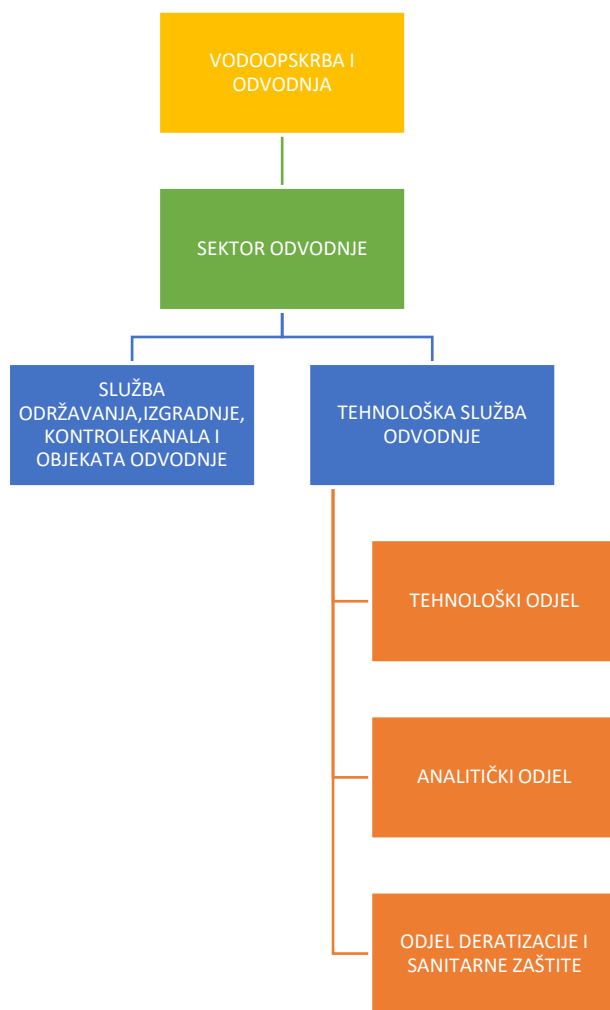 VODOOPSKRBA I
ODVODNJA
SEKTOR ODVODNJE
SLUŽBA
ODRŽAVANJA,IZGRADNJE,
KONTROLEKANALA I
OBJEKATA ODVODNJE
TEHNOLOŠKA SLUŽBA
ODVODNJE
TEHNOLOŠKI ODJEL
ANALITIČKI ODJEL
ODJEL DERATIZACIJE I
SANITARNE ZAŠTITE